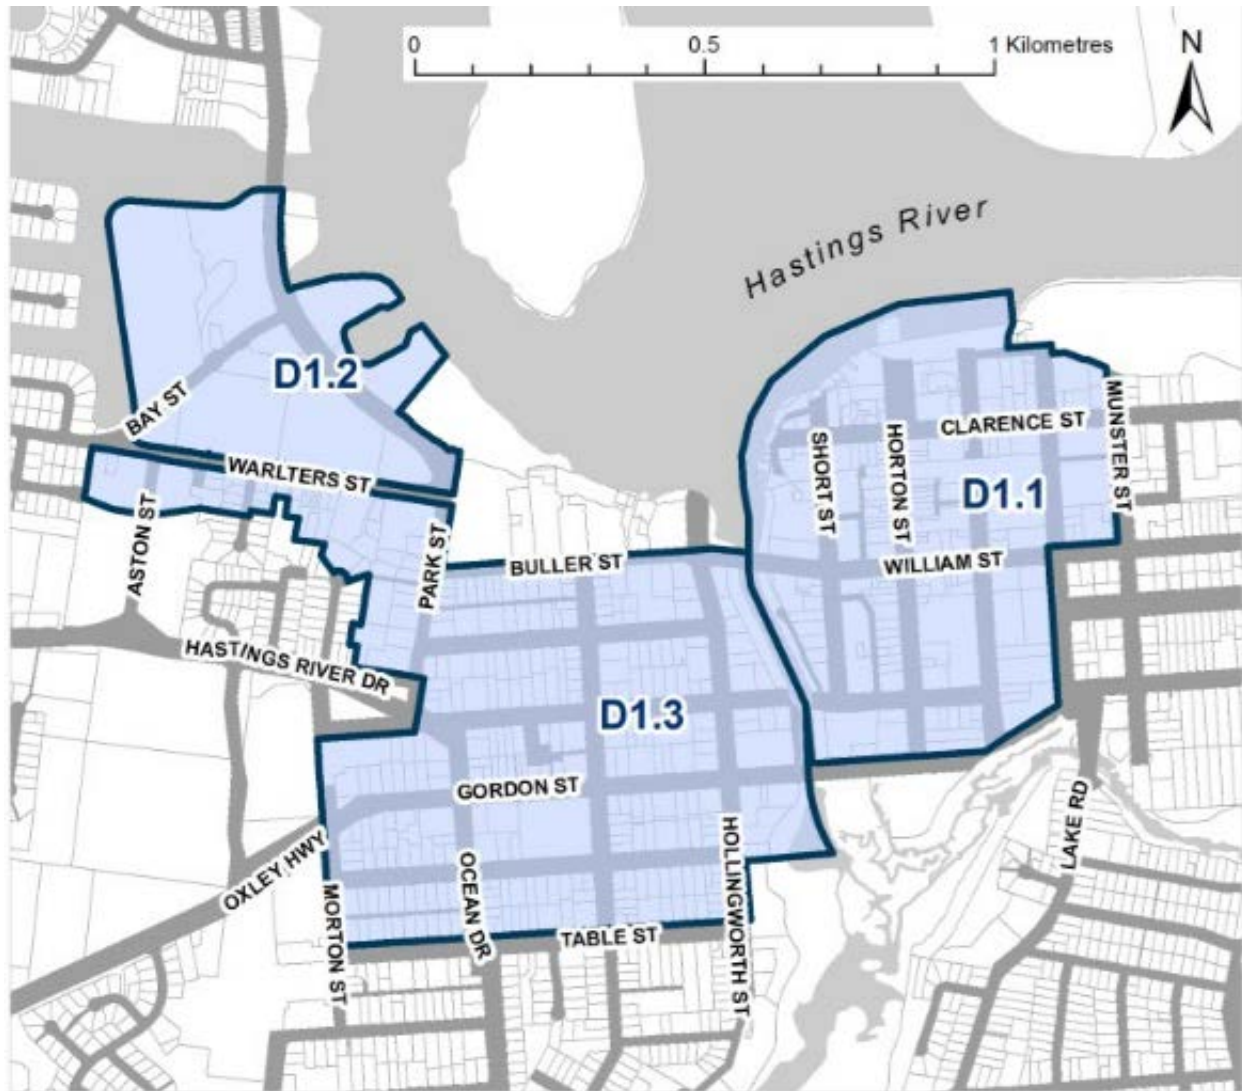 0 0.5 1 Kilometres
N
Hastings River
D1.2
BAY ST
MUNSTER ST
CLARENCE ST
SHORT ST
HORTON ST
WARLTERS ST
D1.1
ASTON ST
PARK ST
BULLER ST
WILLIAM ST
HASTINGS RIVER DR
D1.3
GORDON ST
OXLEY HWY
LAKE RD
HOLLINGWORTH ST
OCEAN DR
MORTON ST
TABLE ST